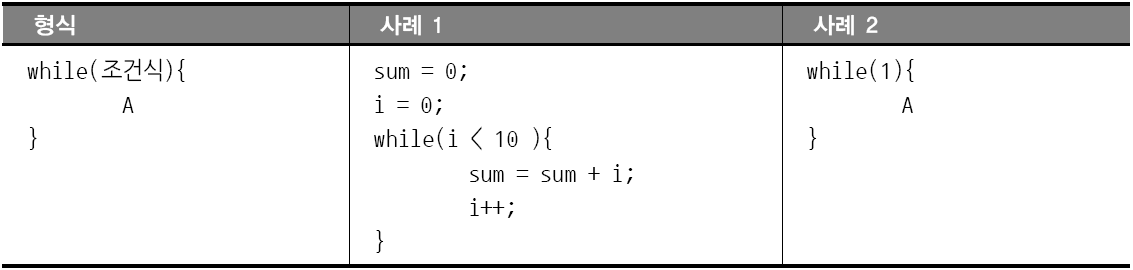 형식
사례 1
사례 2
while(조건식){
A
}
sum = 0;
i = 0;
while(i < 10 ){
sum = sum + i;
i++;
}
while(1){
A
}